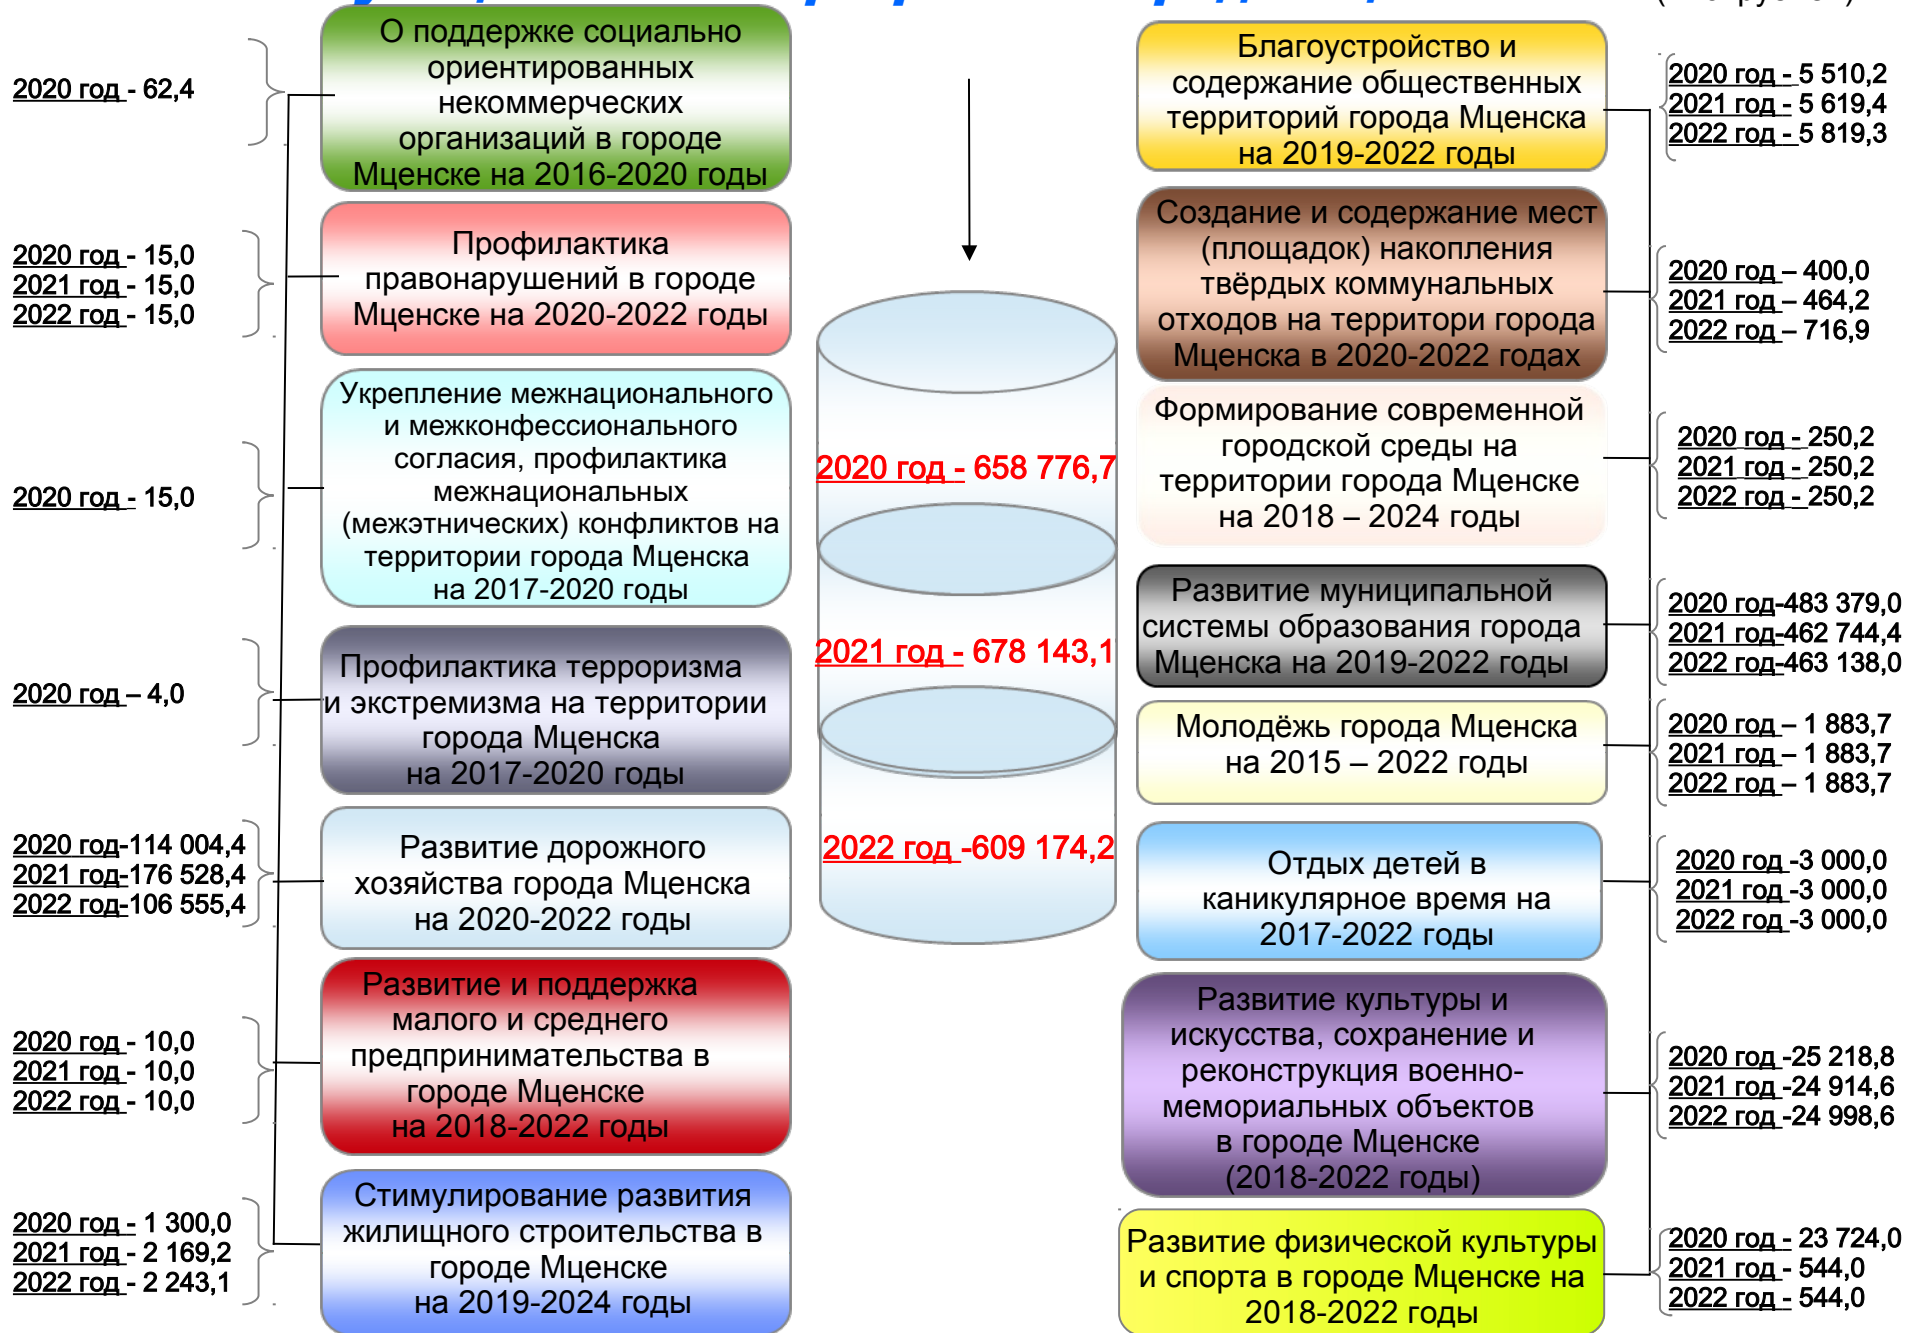 2020 год - 62,4
О поддержке социально
ориентированных
некоммерческих
организаций в городе
Мценске на 2016-2020 годы
2020 год - 15,0
2021 год - 15,0
2022 год - 15,0
Профилактика
правонарушений в городе
Мценске на 2020-2022 годы
2020 год - 15,0
Укрепление межнационального
и межконфессионального
согласия, профилактика
межнациональных
(межэтнических) конфликтов на
территории города Мценска
на 2017-2020 годы
2020 год – 4,0
Профилактика терроризма
и экстремизма на территории
города Мценска
на 2017-2020 годы
2020 год-114 004,4
2021 год-176 528,4
2022 год-106 555,4
Развитие дорожного
хозяйства города Мценска
на 2020-2022 годы
2020 год - 10,0
2021 год - 10,0
2022 год - 10,0
Развитие и поддержка
малого и среднего
предпринимательства в
городе Мценске
на 2018-2022 годы
2020 год - 1 300,0
2021 год - 2 169,2
2022 год - 2 243,1
Стимулирование развития
жилищного строительства в
городе Мценске
на 2019-2024 годы
2020 год - 658 776,7
2021 год - 678 143,1
2022 год -609 174,2
Благоустройство и
содержание общественных
территорий города Мценска
на 2019-2022 годы
2020 год - 5 510,2
2021 год - 5 619,4
2022 год - 5 819,3
Создание и содержание мест
(площадок) накопления
твёрдых коммунальных
отходов на территори города
Мценска в 2020-2022 годах
2020 год – 400,0
2021 год – 464,2
2022 год – 716,9
Формирование современной
городской среды на
территории города Мценске
на 2018 – 2024 годы
2020 год - 250,2
2021 год - 250,2
2022 год - 250,2
Развитие муниципальной
системы образования города
Мценска на 2019-2022 годы
2020 год-483 379,0
2021 год-462 744,4
2022 год-463 138,0
Молодёжь города Мценска
на 2015 – 2022 годы
2020 год – 1 883,7
2021 год – 1 883,7
2022 год – 1 883,7
Отдых детей в
каникулярное время на
2017-2022 годы
2020 год -3 000,0
2021 год -3 000,0
2022 год -3 000,0
Развитие культуры и
искусства, сохранение и
реконструкция военно-
мемориальных объектов
в городе Мценске
(2018-2022 годы)
2020 год -25 218,8
2021 год -24 914,6
2022 год -24 998,6
Развитие физической культуры
и спорта в городе Мценске на
2018-2022 годы
2020 год - 23 724,0
2021 год - 544,0
2022 год - 544,0